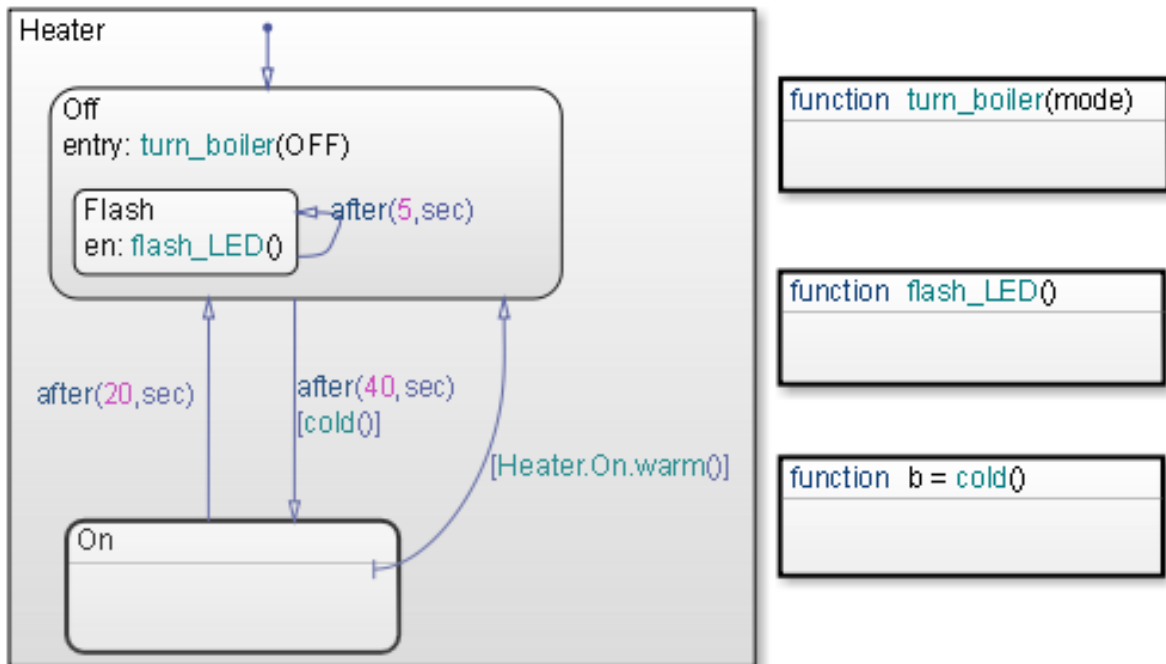 Heater
Off
entry: turn_boiler(OFF)
Flash
en: flash_LED()
after(5,sec)
after(20,sec)
after(40,sec)
[cold()]
[Heater.On.warm()]
On
function turn_boiler(mode)
function flash_LED()
function b = cold()